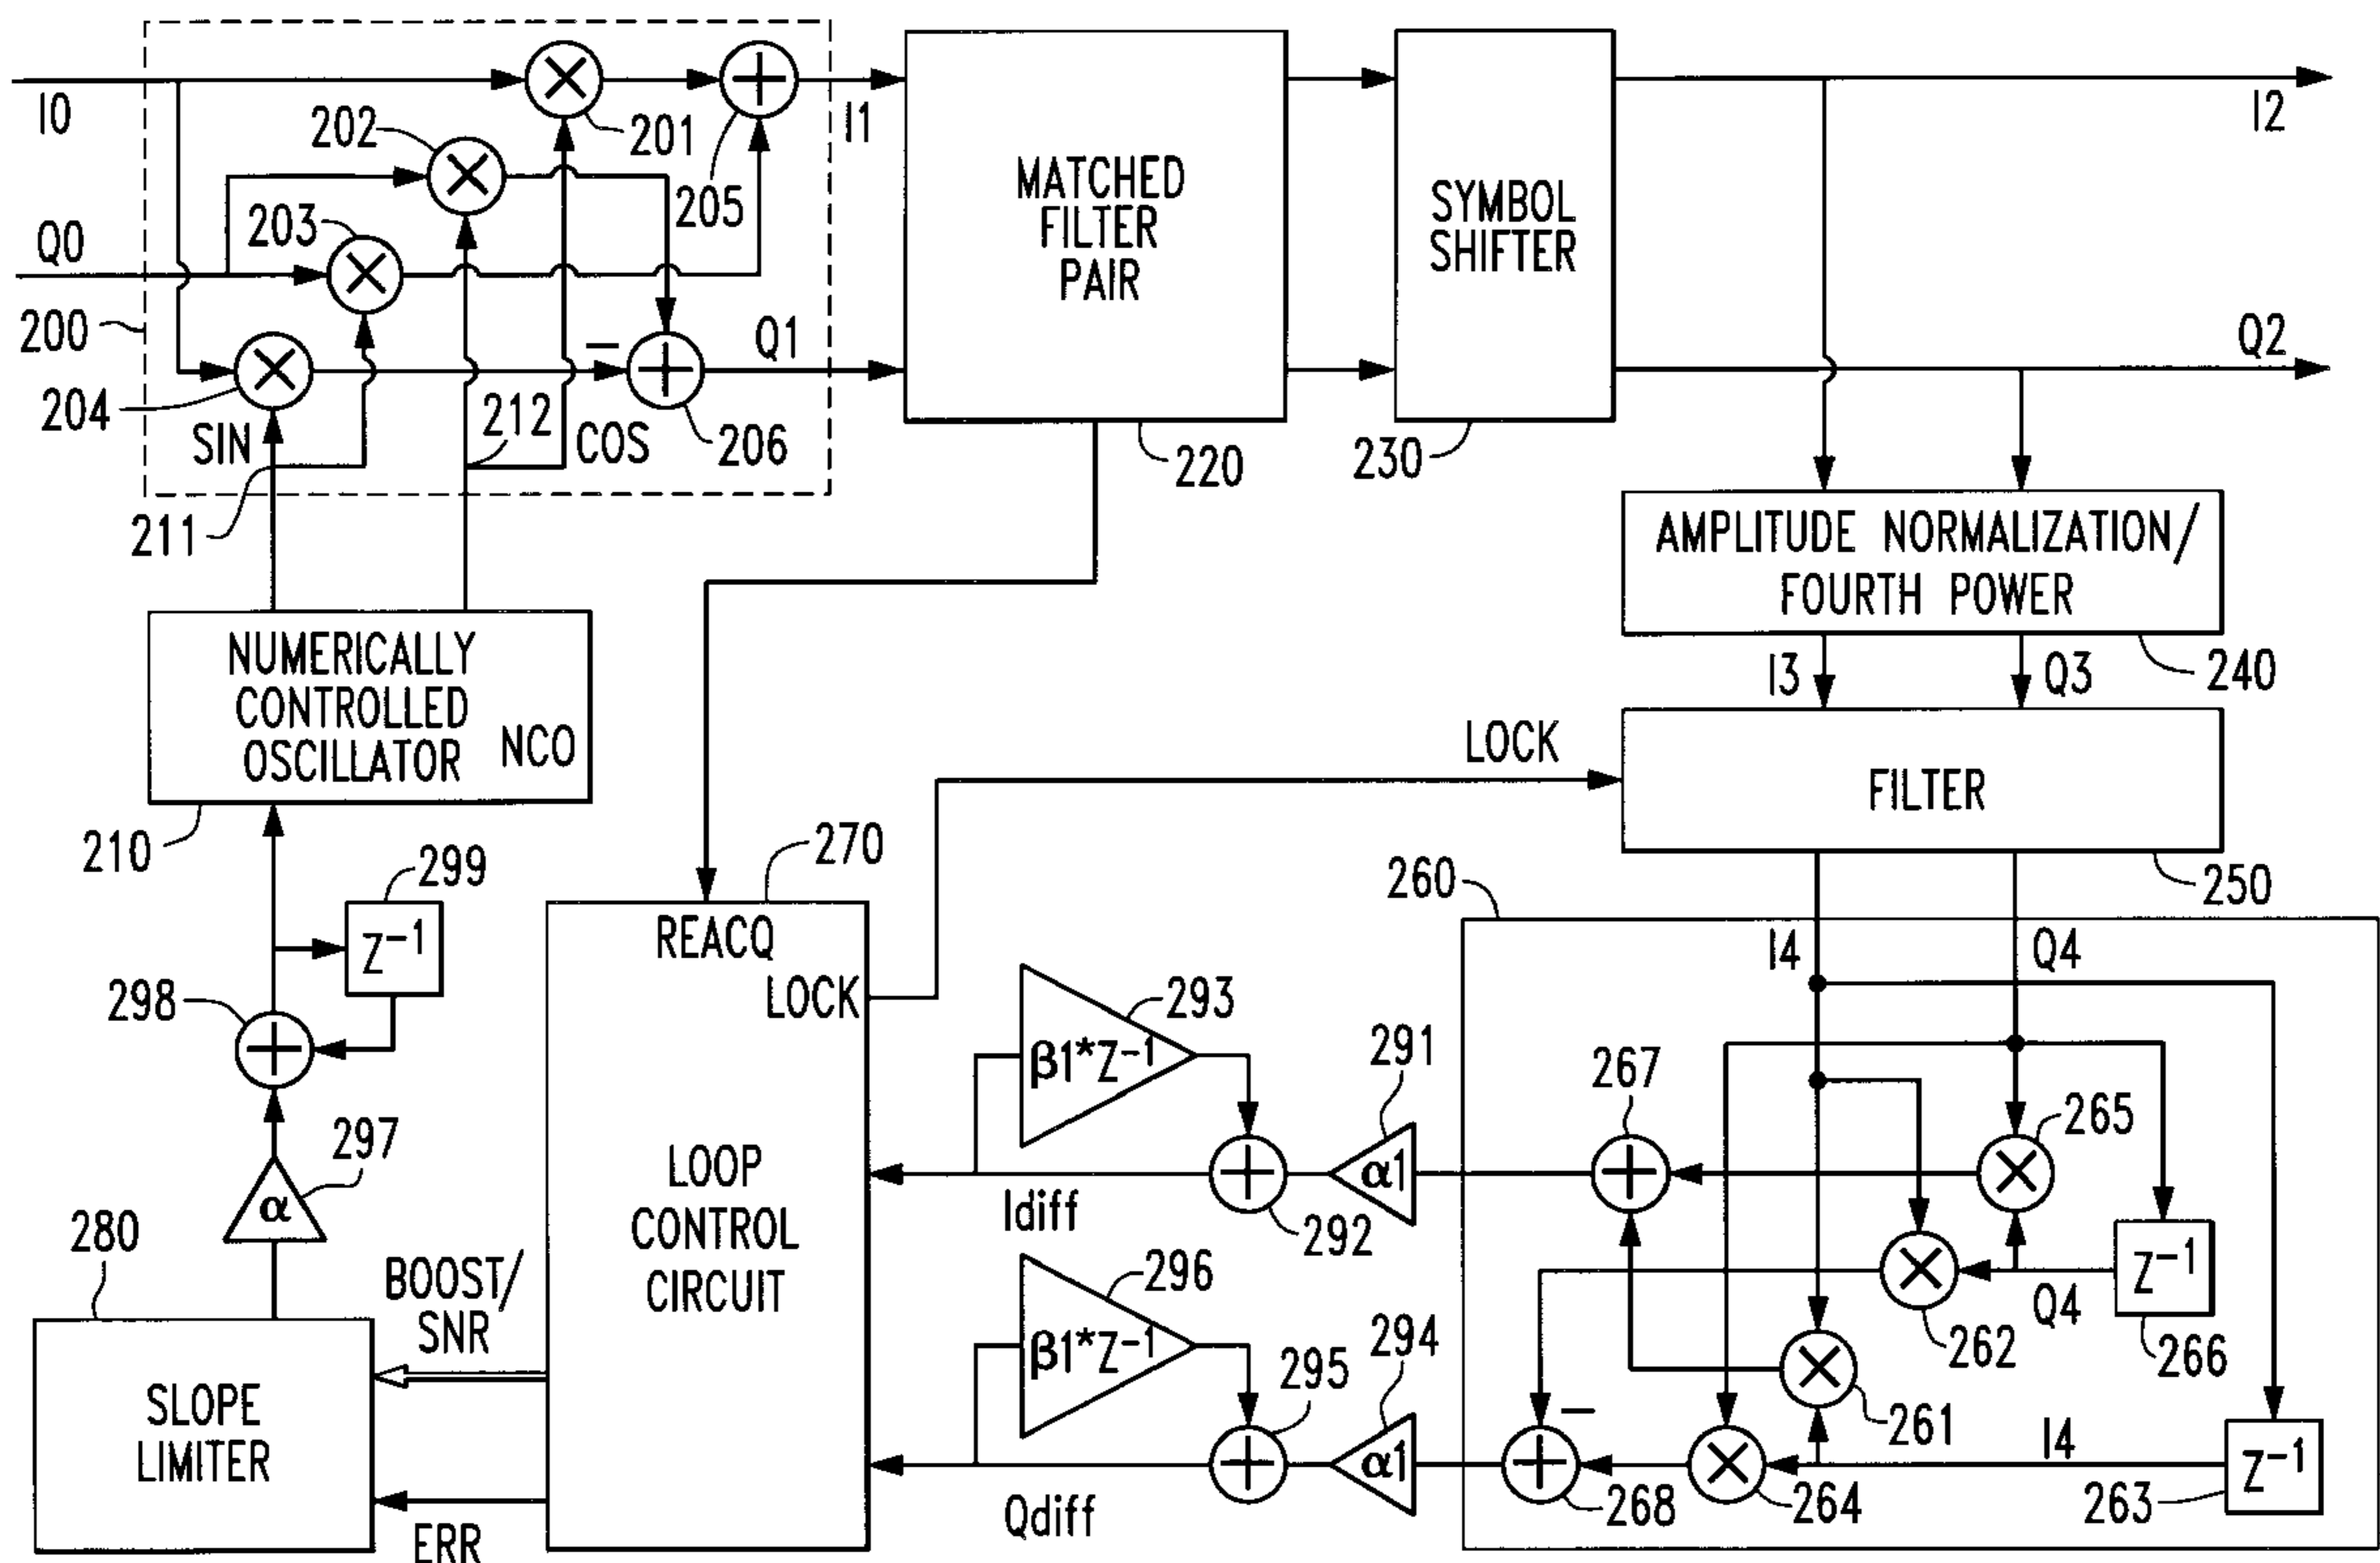 I0
202
201
205
I1
MATCHED
FILTER
PAIR
SYMBOL
SHIFTER
I2
Q0
203
200
204
SIN
212
COS
206
−
Q1
220
230
Q2
211
AMPLITUDE NORMALIZATION/
FOURTH POWER
I3
Q3
240
NUMERICALLY
CONTROLLED
OSCILLATOR NCO
210
LOCK
FILTER
250
299
Z-1
298
270
REACQ
LOCK
260
I4
Q4
293
β1*Z-1
291
α1
267
265
297
α
LOOP
CONTROL
CIRCUIT
Idiff
292
Z-1
Q4
266
262
280
BOOST/
SNR
296
β1*Z-1
295
294
α1
−
261
I4
Z-1
263
SLOPE
LIMITER
ERR
Qdiff
268
264